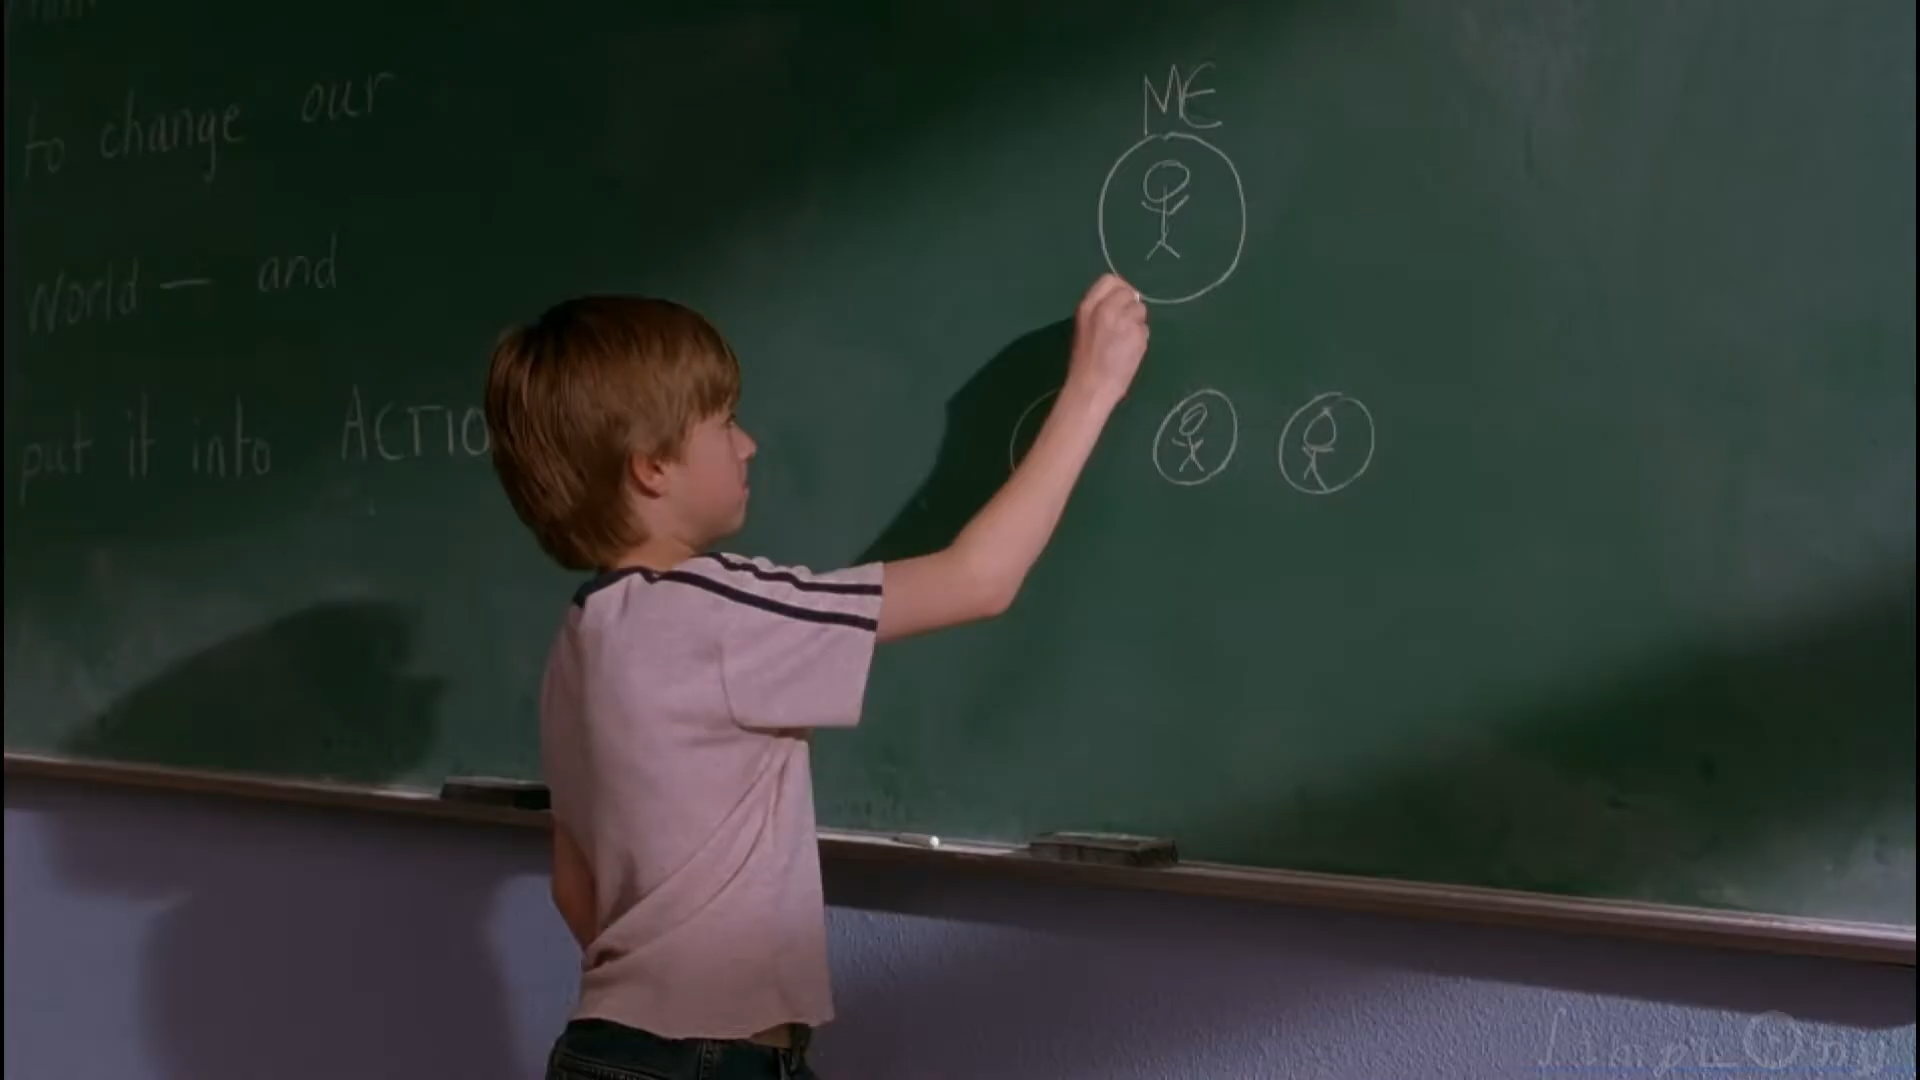 to change our
World — and
put it into ACTIO
ME